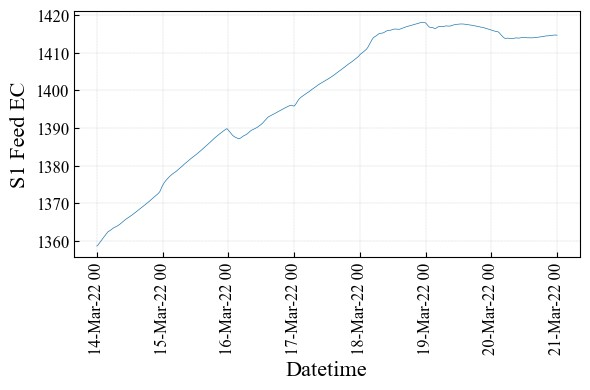 1420
1410
1400
1390
1380
1370
1360
S1 Feed EC
14-Mar-22 00
15-Mar-22 00
16-Mar-22 00
17-Mar-22 00
18-Mar-22 00
19-Mar-22 00
20-Mar-22 00
21-Mar-22 00
Datetime